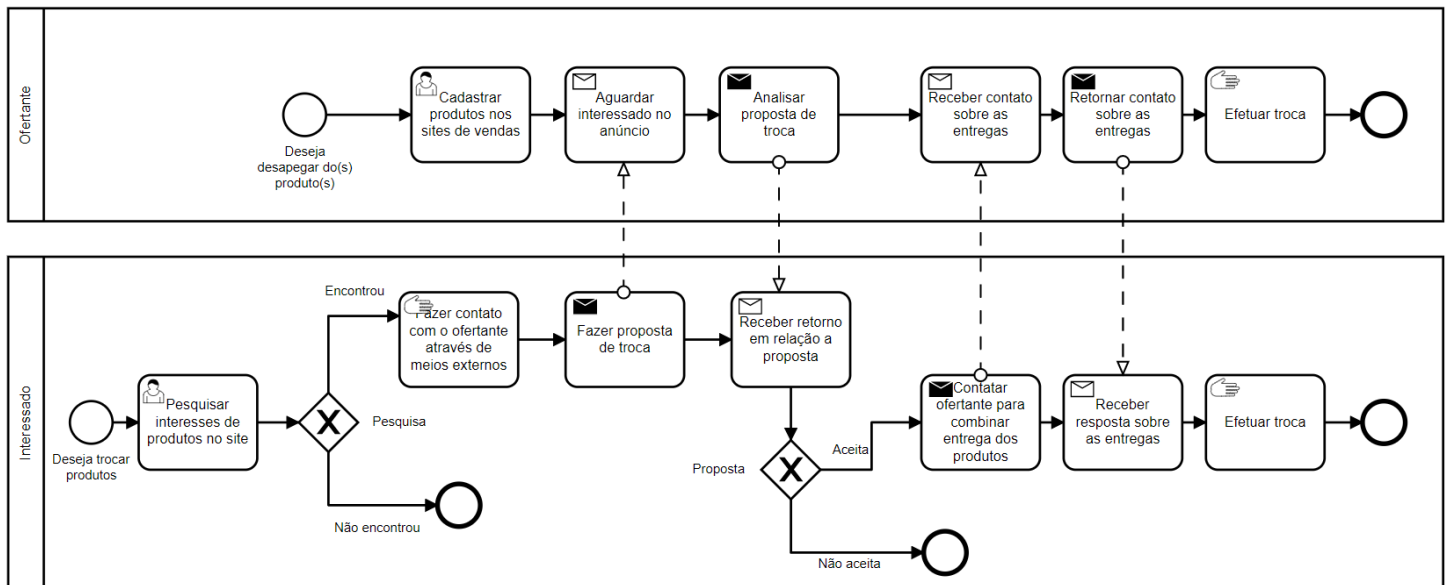 Ofertante
Deseja
desapegar do(s)
produto(s)
Cadastrar
produtos nos
sites de vendas
Aguardar
interessado no
anúncio
Analisar
proposta de
troca
Receber contato
sobre as
entregas
Retornar contato
sobre as
entregas
Efetuar troca
Interessado
Deseja trocar
produtos
Pesquisar
interesses de
produtos no site
Pesquisa
Encontrou
Não encontrou
Fazer contato
com o ofertante
através de
meios externos
Fazer proposta
de troca
Receber retorno
em relação a
proposta
Proposta
Aceita
Não aceita
Contatar
ofertante para
combinar
entrega dos
produtos
Receber
resposta sobre
as entregas
Efetuar troca